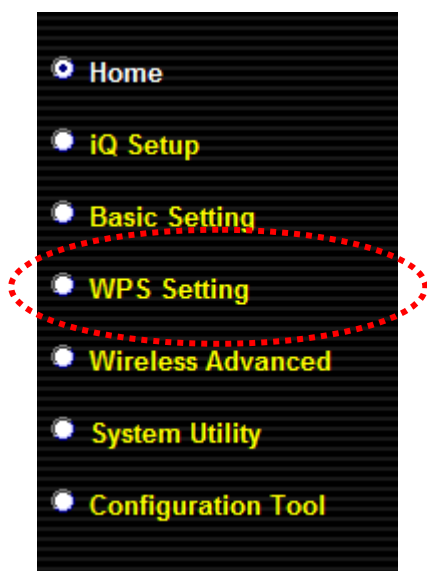 Home
iQ Setup
Basic Setting
WPS Setting
Wireless Advanced
System Utility
Configuration Tool